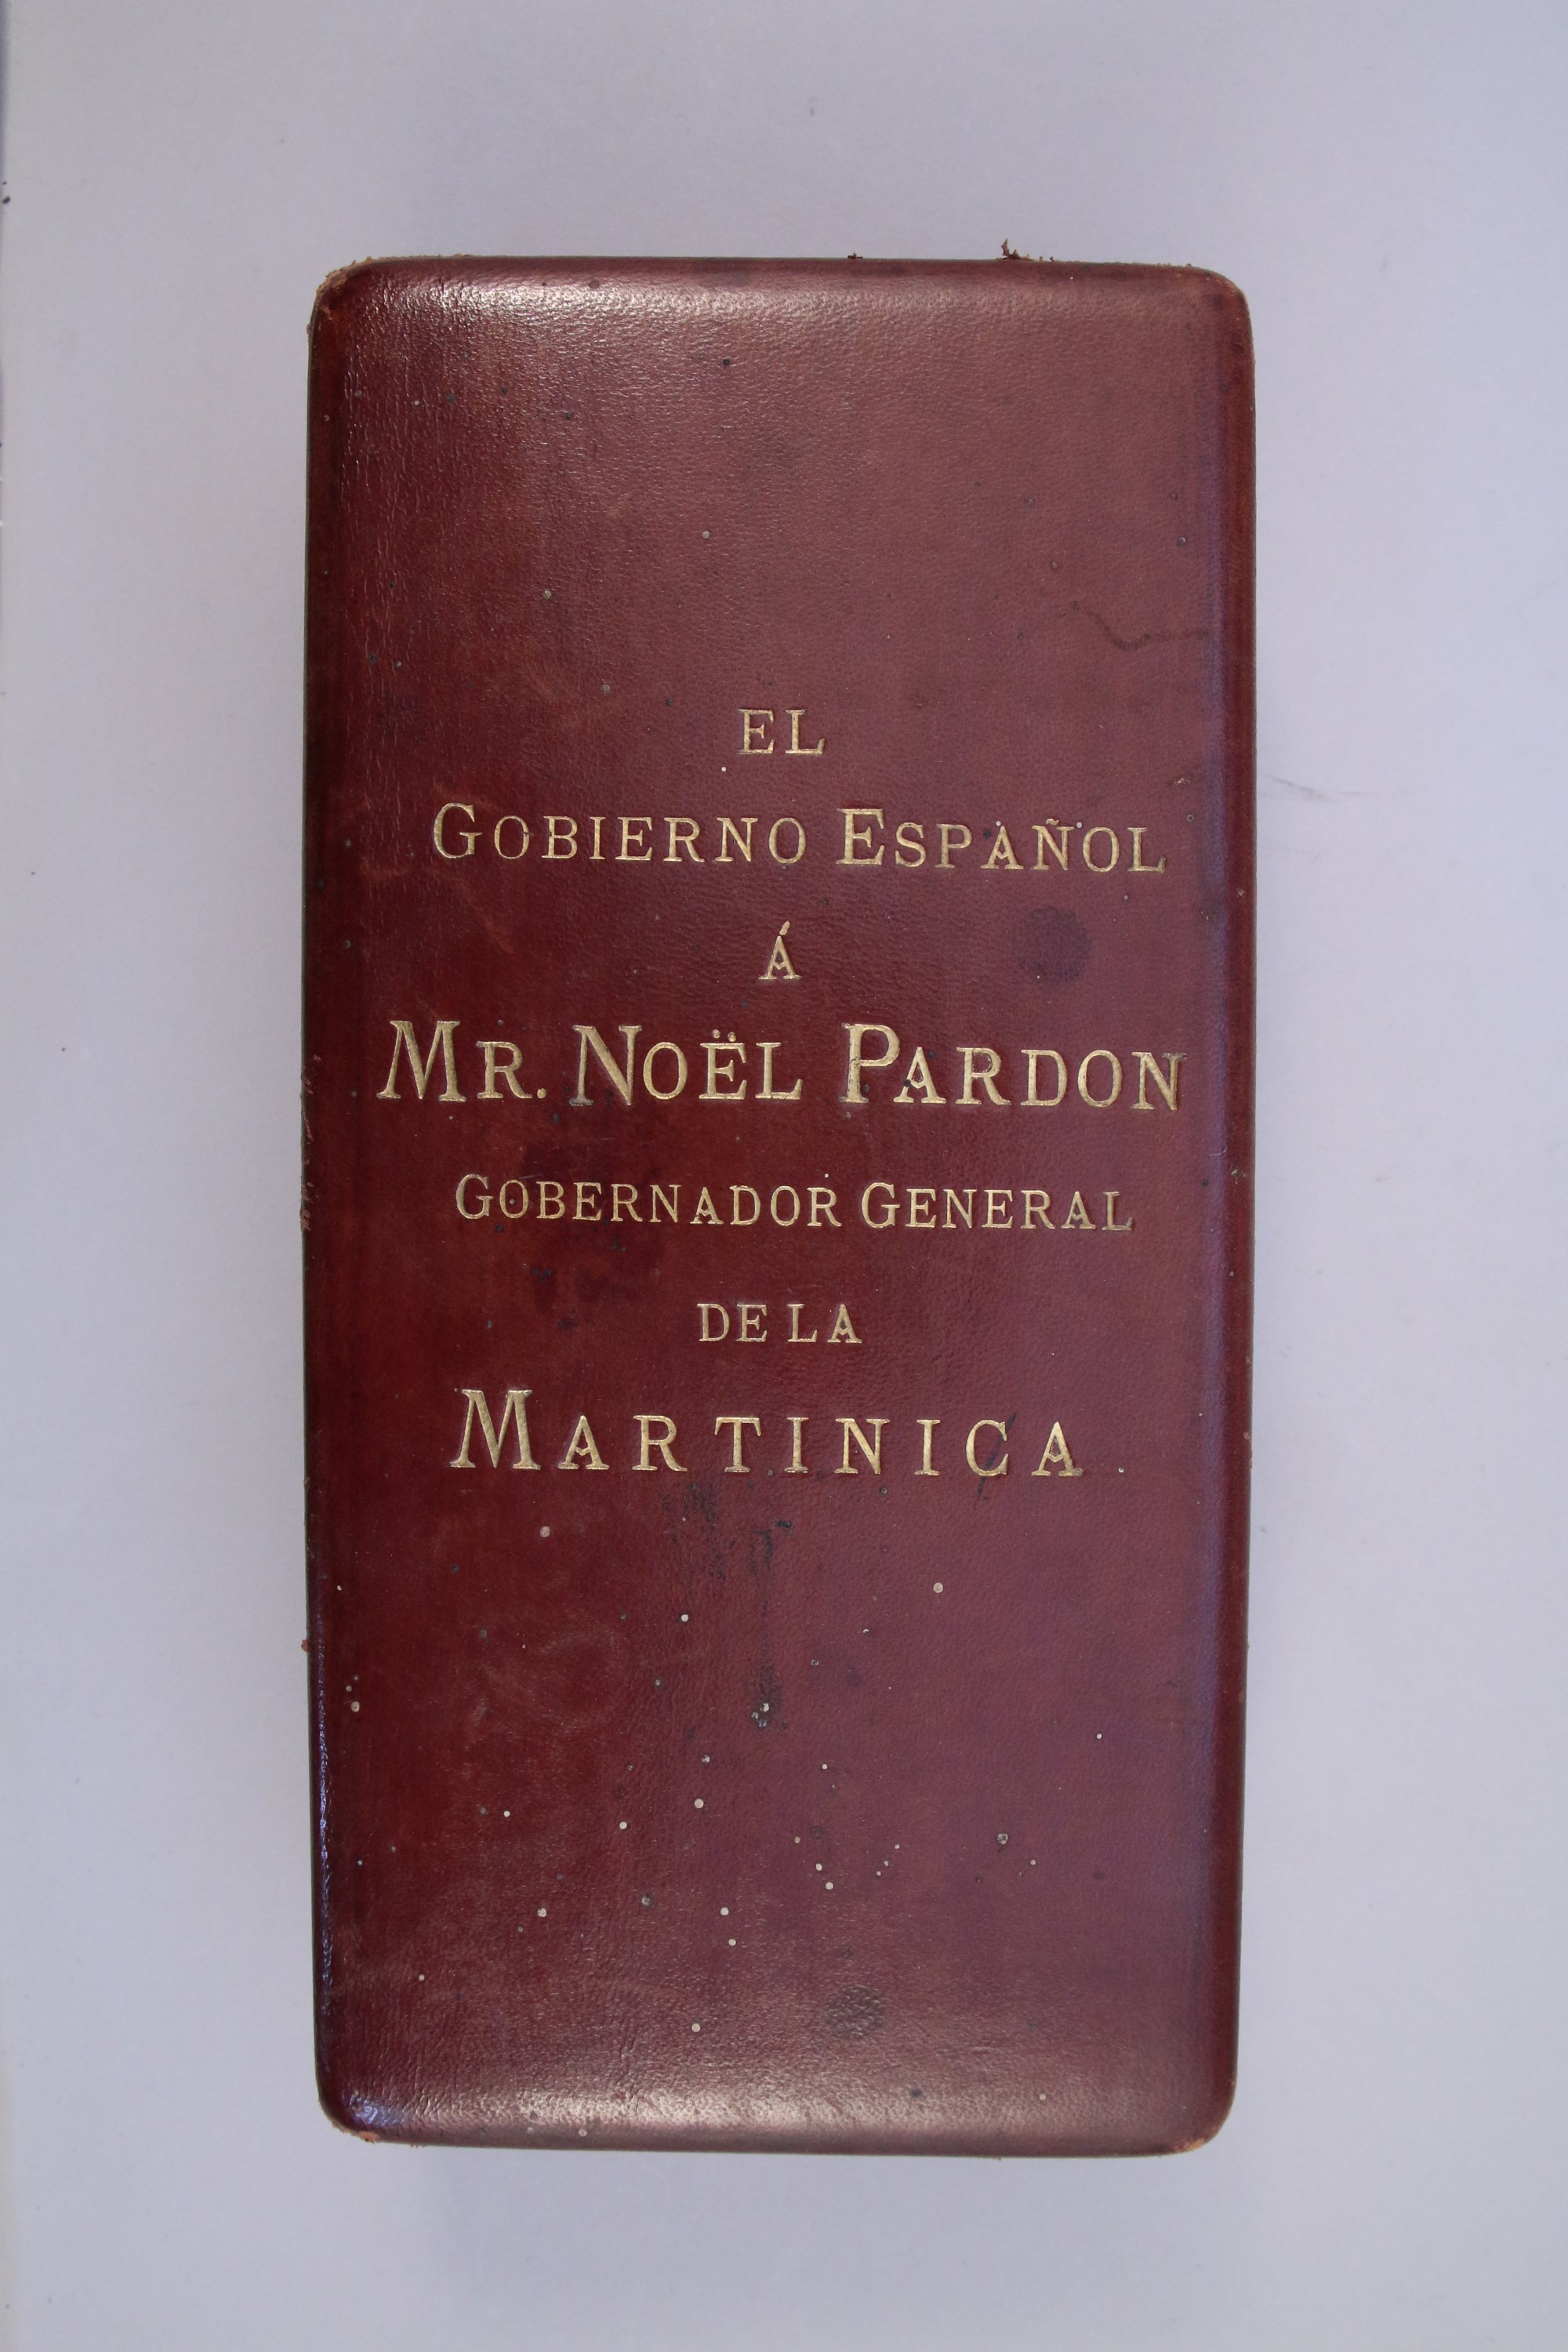 EL
GOBIERNO ESPAÑOL
Á
MR. NOËL PARDON
GOBERNADOR GENERAL
DE LA
MARTINICA